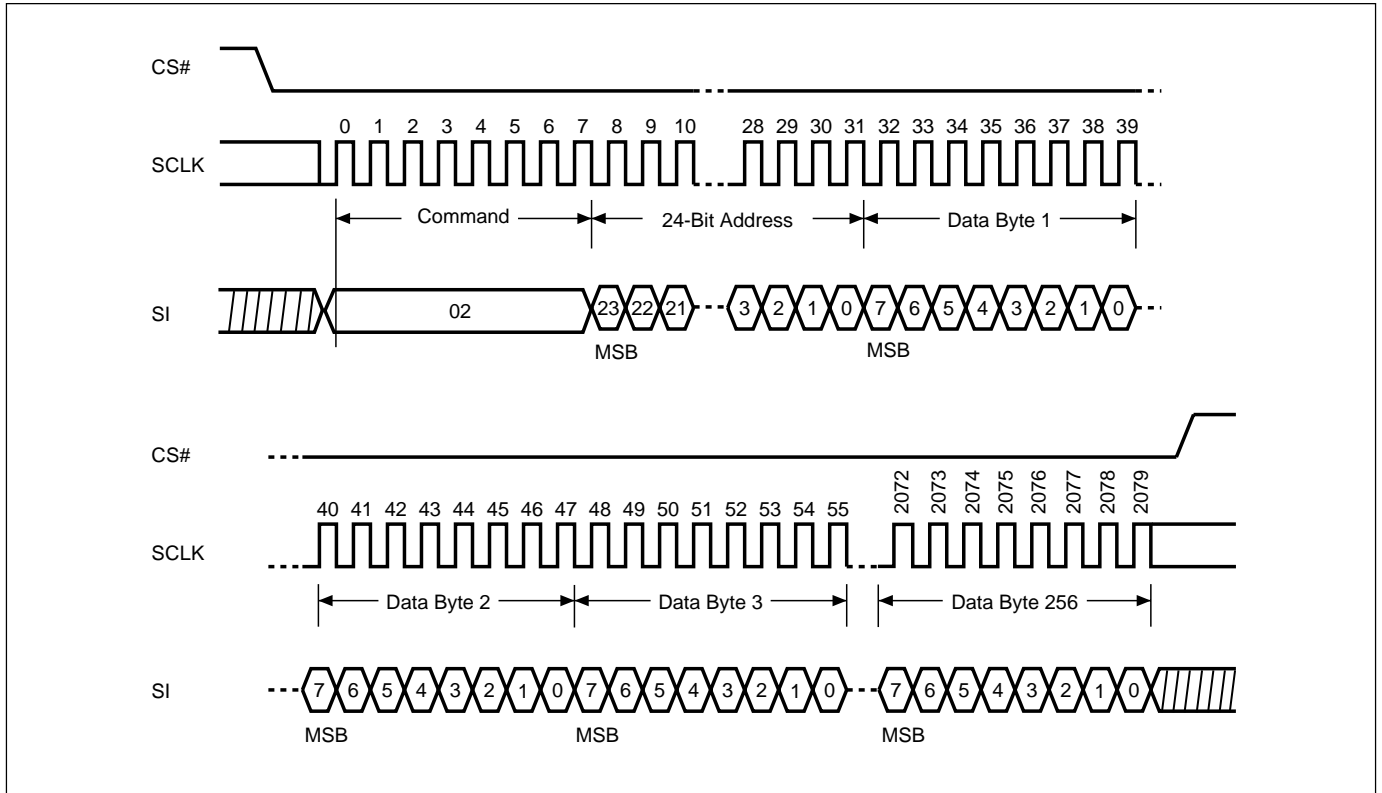 CS#
0 1 2 3 4 5 6 7 8 9 10 28 29 30 31 32 33 34 35 36 37 38 39
SCLK
Command 24-Bit Address Data Byte 1
SI 02 23 22 21 3 2 1 0 7 6 5 4 3 2 1 0
MSB MSB
CS#
2072 2073 2074 2075 2076 2077 2078 2079
40 41 42 43 44 45 46 47 48 49 50 51 52 53 54 55
SCLK
Data Byte 2 Data Byte 3 Data Byte 256
SI 7 6 5 4 3 2 1 0 7 6 5 4 3 2 1 0 7 6 5 4 3 2 1 0
MSB MSB MSB